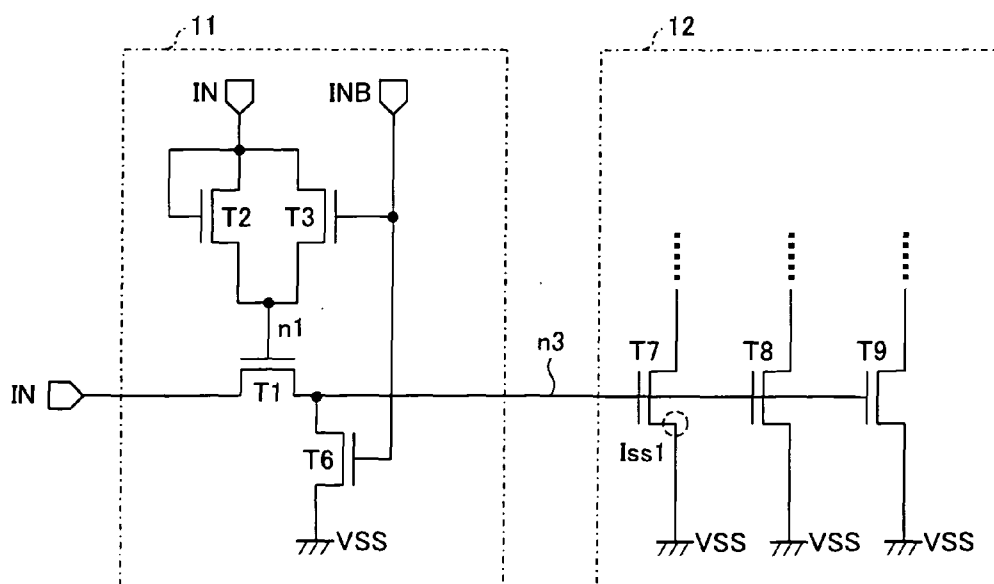 11
12
IN
INB
T2
T3
n1
n3
T7
T8
T9
IN
T1
T6
Iss1
VSS
VSS
VSS
VSS